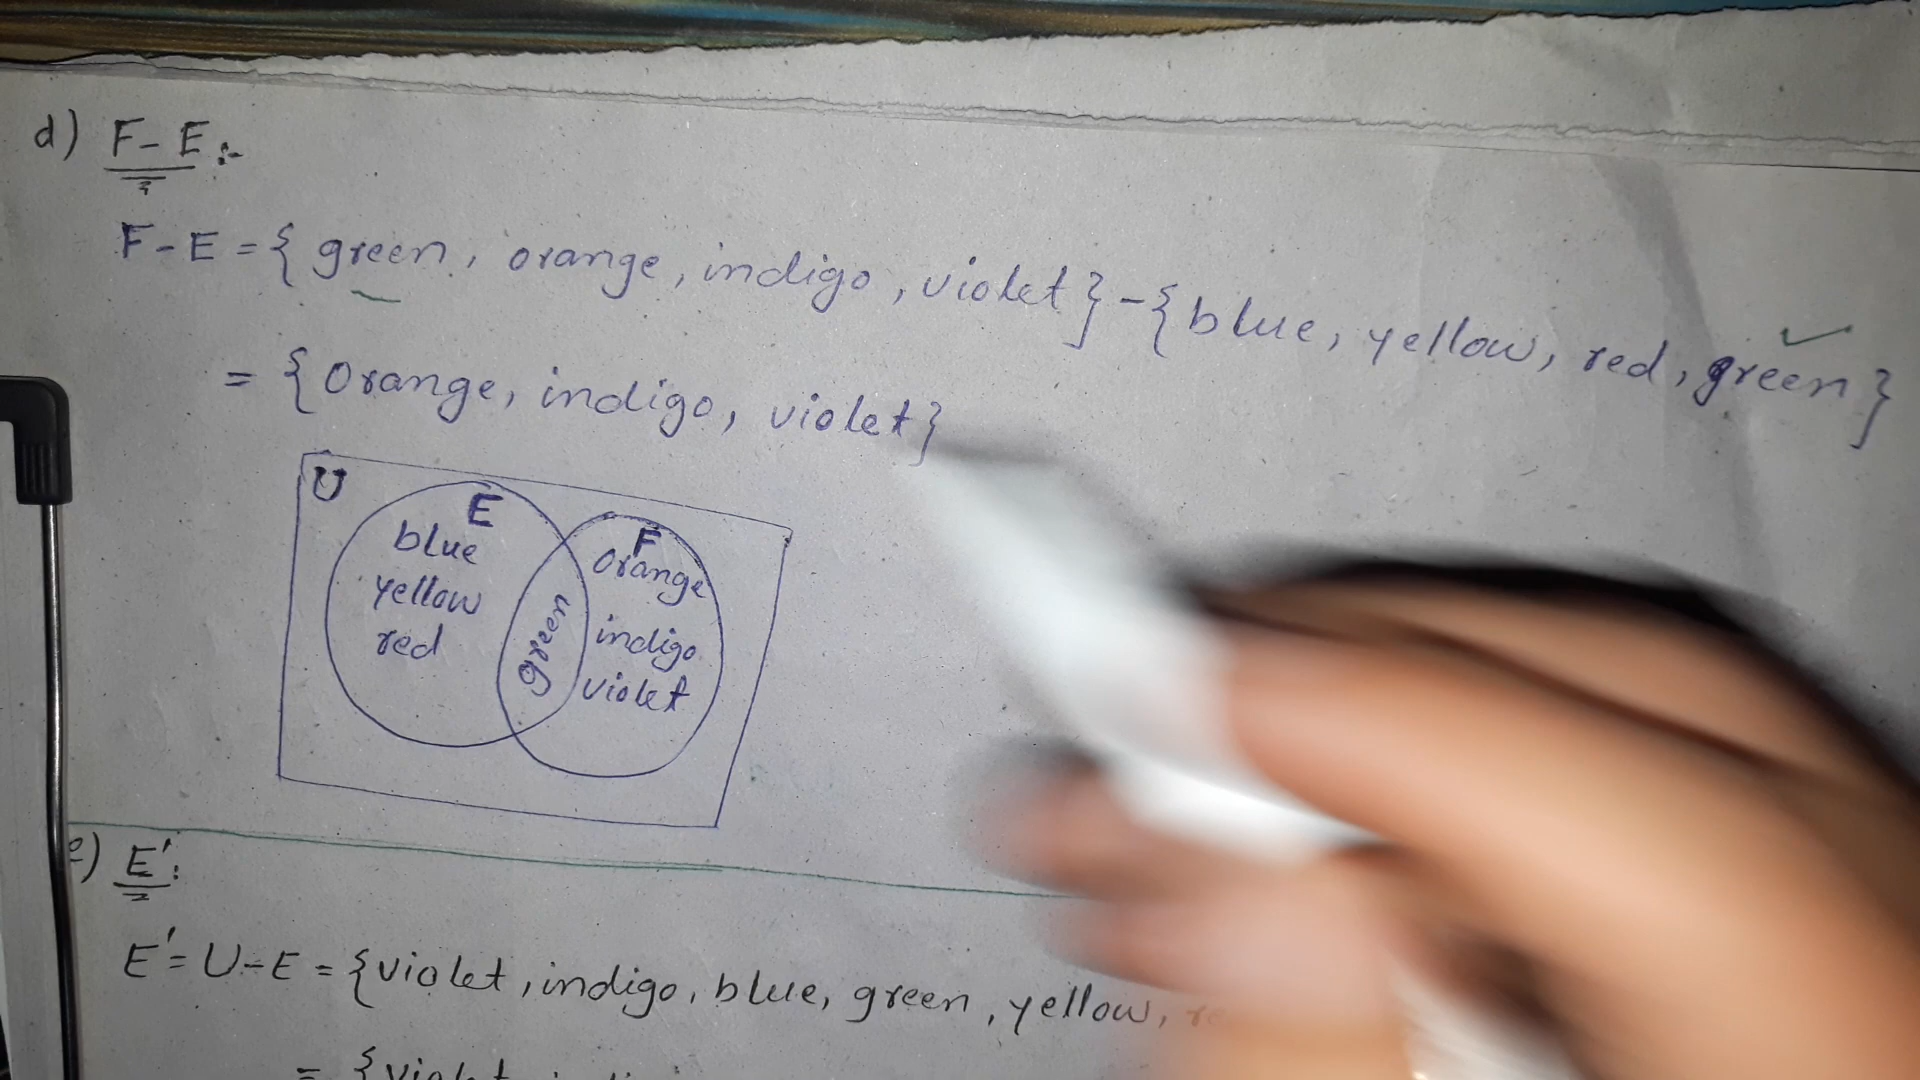 d) F-E:-
F-E={green, orange, indigo, violet}-{blue, yellow, red, green}
= {Orange, indigo, violet}
U
E
blue
yellow
red
green
F
orange
indigo
violet
e) E':
E'=U-E={violet, indigo, blue, green, yellow,
= {violet,